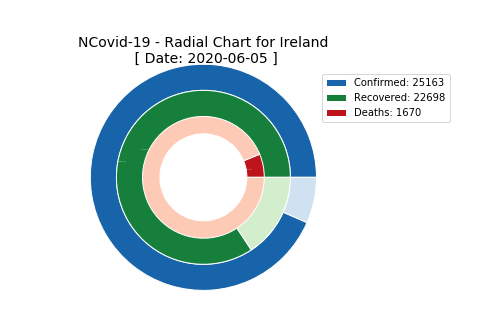 NCovid-19 - Radial Chart for Ireland
[ Date: 2020-06-05 ]
Confirmed: 25163
Recovered: 22698
Deaths: 1670